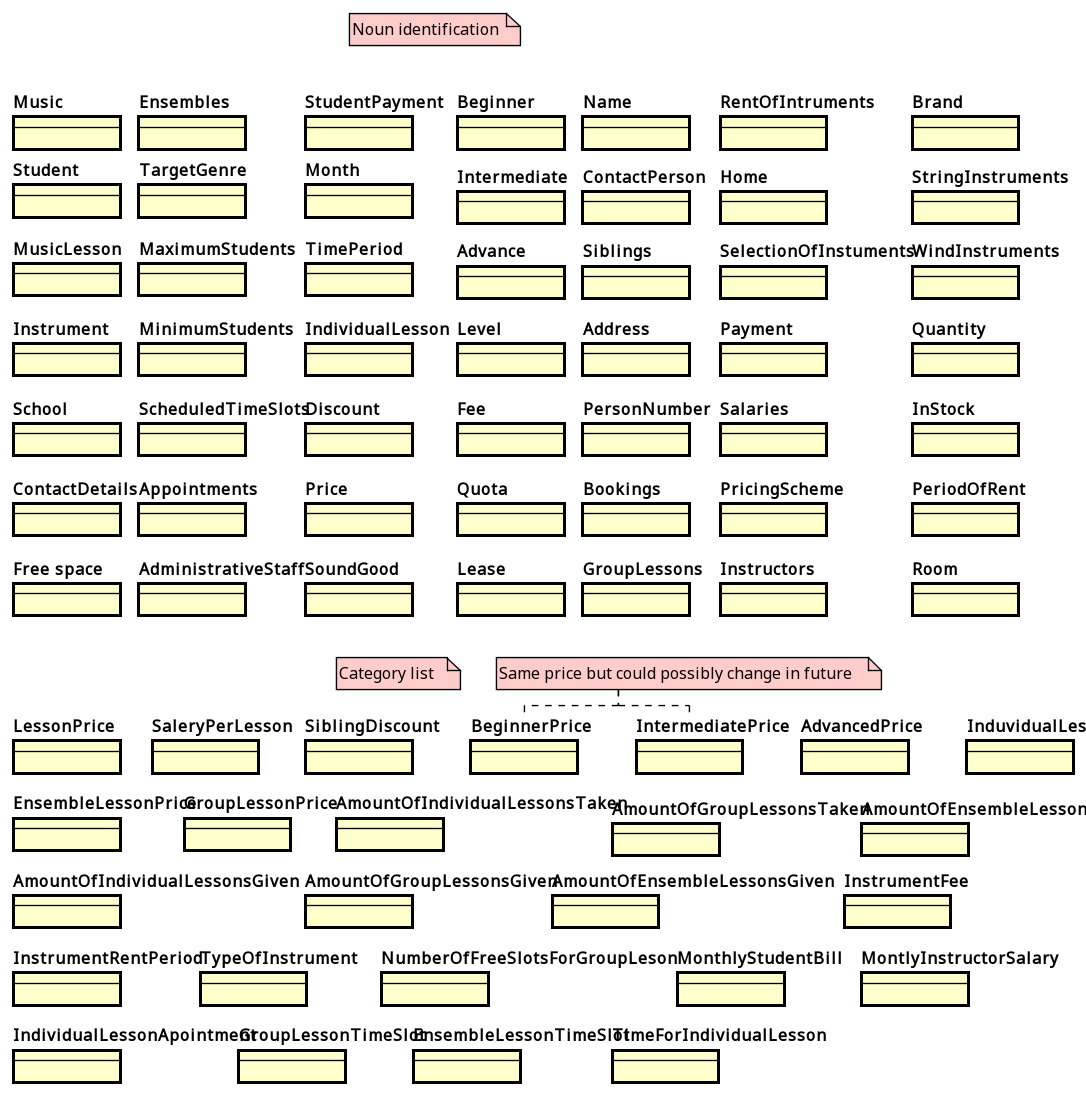 Noun identification
Music Ensembles StudentPayment Beginner Name RentOfIntruments Brand
Student TargetGenre Month Intermediate ContactPerson Home StringInstruments
MusicLesson MaximumStudents TimePeriod Advance Siblings SelectionOfInstuments WindInstruments
Instrument MinimumStudents IndividualLesson Level Address Payment Quantity
School ScheduledTimeSlots Discount Fee PersonNumber Salaries InStock
ContactDetails Appointments Price Quota Bookings PricingScheme PeriodOfRent
Free space AdministrativeStaff SoundGood Lease GroupLessons Instructors Room
Category list Same price but could possibly change in future
LessonPrice SaleryPerLesson SiblingDiscount BeginnerPrice IntermediatePrice AdvancedPrice InduvidualLes
EnsembleLessonPrice GroupLessonPrice AmountOfIndividualLessonsTaken AmountOfGroupLessonsTaken AmountOfEnsembleLesson
AmountOfIndividualLessonsGiven AmountOfGroupLessonsGiven AmountOfEnsembleLessonsGiven InstrumentFee
InstrumentRentPeriod TypeOfInstrument NumberOfFreeSlotsForGroupLeson MonthlyStudentBill MontlyInstructorSalary
IndividualLessonApointment GroupLessonTimeSlot EnsembleLessonTimeSlot TimeForIndividualLesson